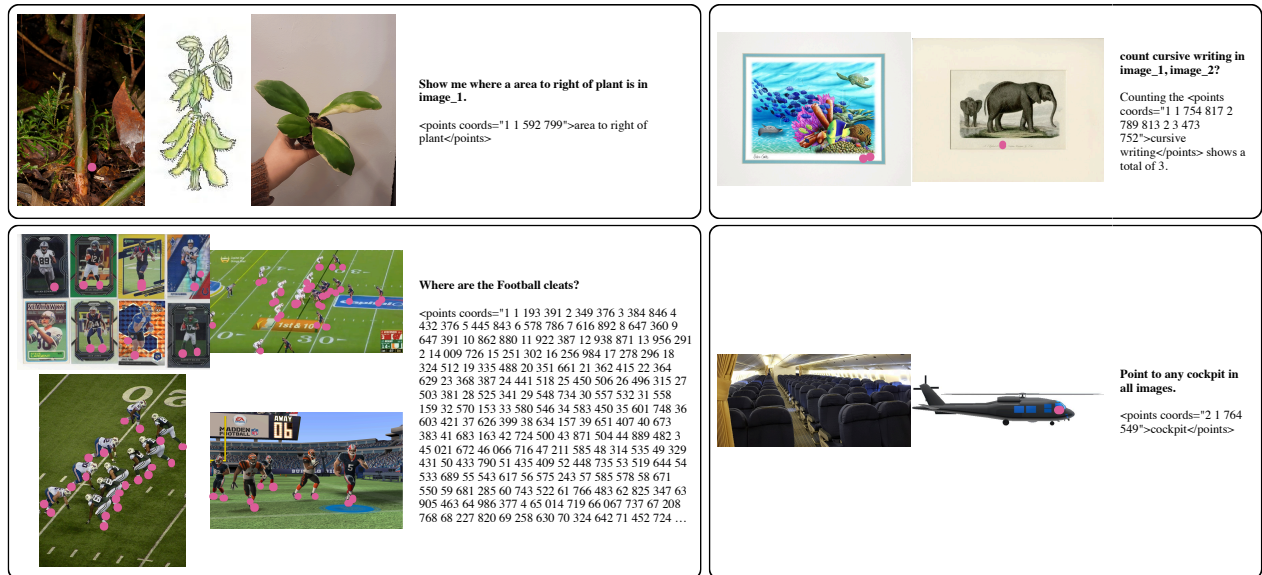 Show me where a area to right of plant is in
image_1.
<points coords="1 1 592 799">area to right of
plant</points>
count cursive writing in
image_1, image_2?
Counting the <points
coords="1 1 754 817 2
789 813 2 3 473
752">cursive
writing</points> shows a
total of 3.
1st & 10
AWAY
06
MADDEN
FOOTBALL
Where are the Football cleats?
<points coords="1 1 193 391 2 349 376 3 384 846 4
432 376 5 445 843 6 578 786 7 616 892 8 647 360 9
647 391 10 862 880 11 922 387 12 938 871 13 956 291
2 14 009 726 15 251 302 16 256 984 17 278 296 18
324 512 19 335 488 20 351 661 21 362 415 22 364
629 23 368 387 24 441 518 25 450 506 26 496 315 27
503 381 28 525 341 29 548 734 30 557 532 31 558
159 32 570 153 33 580 546 34 583 450 35 601 748 36
603 421 37 626 399 38 634 157 39 651 407 40 673
383 41 683 163 42 724 500 43 871 504 44 889 482 3
45 021 672 46 066 716 47 211 585 48 314 535 49 329
431 50 433 790 51 435 409 52 448 735 53 519 644 54
533 689 55 543 617 56 575 243 57 585 578 58 671
550 59 681 285 60 743 522 61 766 483 62 825 347 63
905 463 64 986 377 4 65 014 719 66 067 737 67 208
768 68 227 820 69 258 630 70 324 642 71 452 724 ...
Point to any cockpit in
all images.
<points coords="2 1 764
549">cockpit</points>